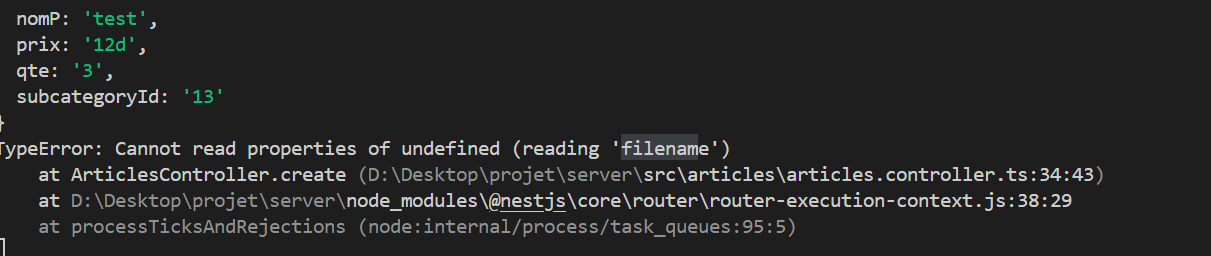 nomP: 'test',
prix: '12d',
qte: '3',
subcategoryId: '13'
}
TypeError: Cannot read properties of undefined (reading 'filename')
at ArticlesController.create (D:\Desktop\projet\server\src\articles\articles.controller.ts:34:43)
at D:\Desktop\projet\server\node_modules\@nestjs\core\router\router-execution-context.js:38:29
at processTicksAndRejections (node:internal/process/task_queues:95:5)